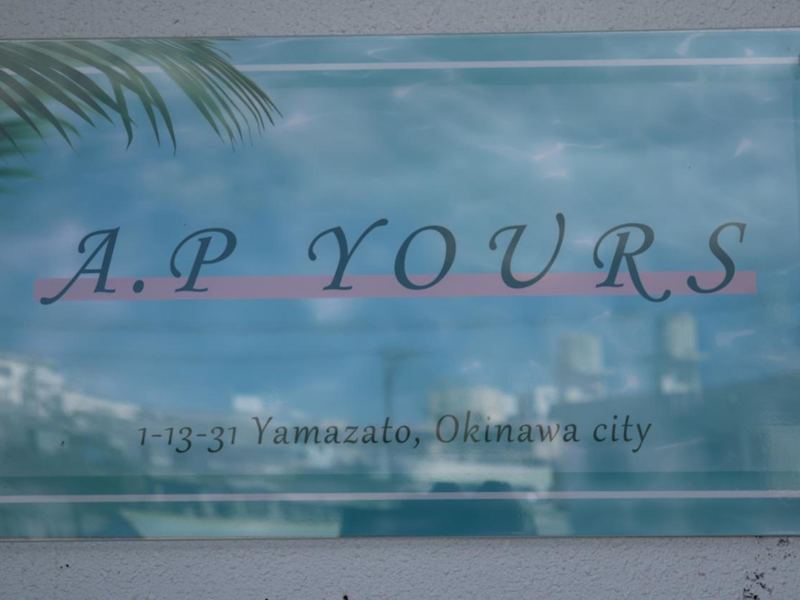 A.P YOURS
1-13-31 Yamazato, Okinawa city